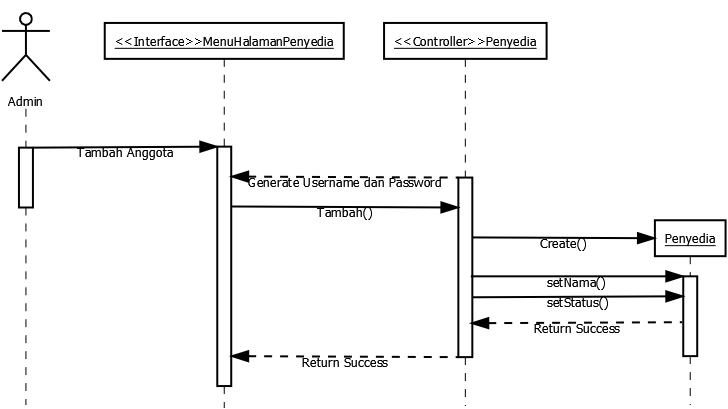 <<Interface>>MenuHalamanPenyedia
<<Controller>>Penyedia
Admin
Tambah Anggota
Generate Username dan Password
Tambah()
Create()
Penyedia
setNama()
setStatus()
Return Success
Return Success